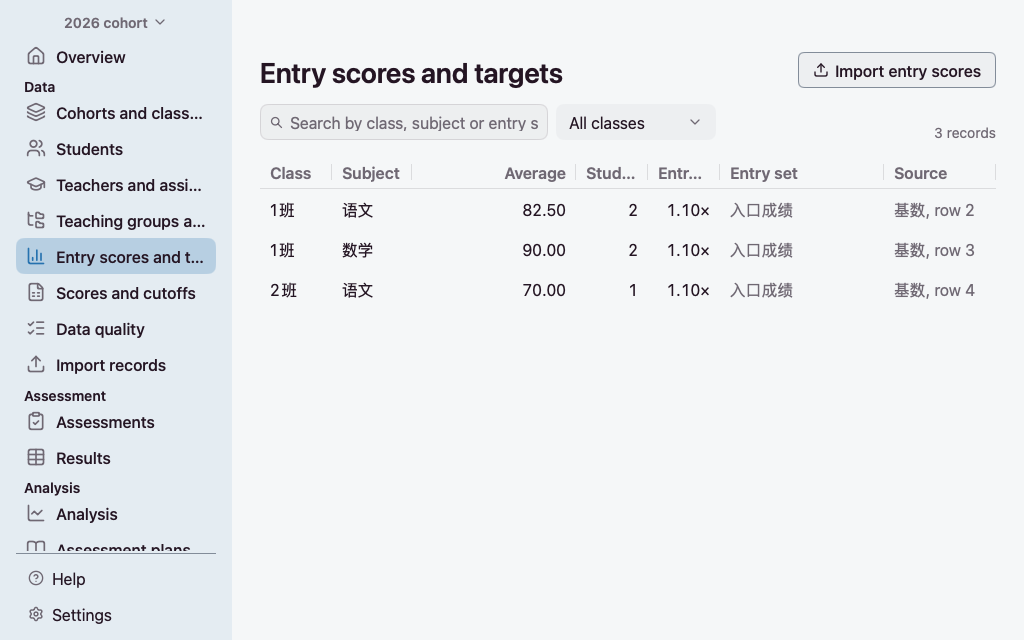 2026 cohort
Overview
Data
Cohorts and class...
Students
Teachers and assi...
Teaching groups a...
Entry scores and t...
Scores and cutoffs
Data quality
Import records
Assessment
Assessments
Results
Analysis
Analysis
Assessment plans
Help
Settings
Entry scores and targets
Import entry scores
Search by class, subject or entry s
All classes
3 records
Class Subject Average Stud... Entr... Entry set Source
1班 语文 82.50 2 1.10× 入口成绩 基数, row 2
1班 数学 90.00 2 1.10× 入口成绩 基数, row 3
2班 语文 70.00 1 1.10× 入口成绩 基数, row 4